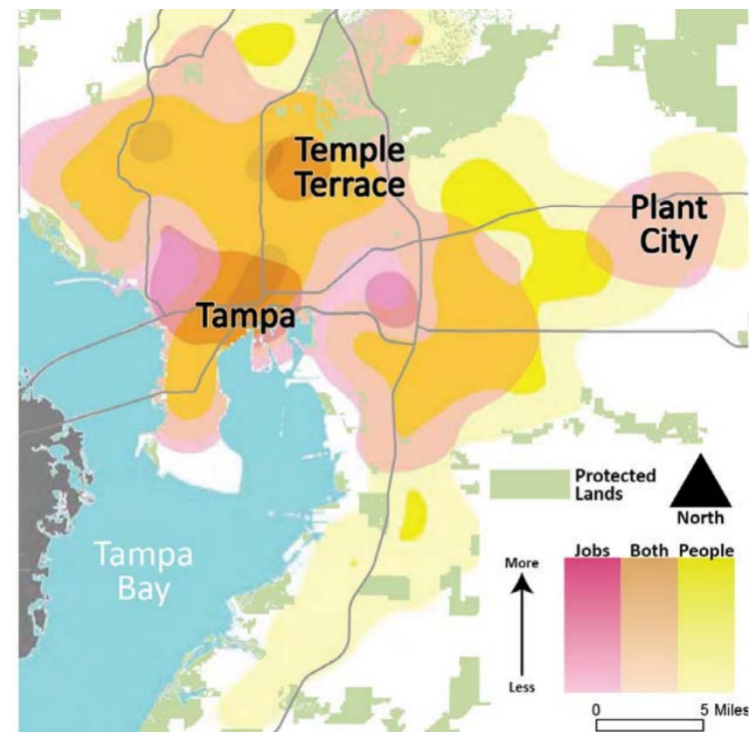 Temple
Terrace
Plant
City
Tampa
Tampa
Bay
Protected
Lands
North
Jobs Both People
More
Less
0 5 Miles